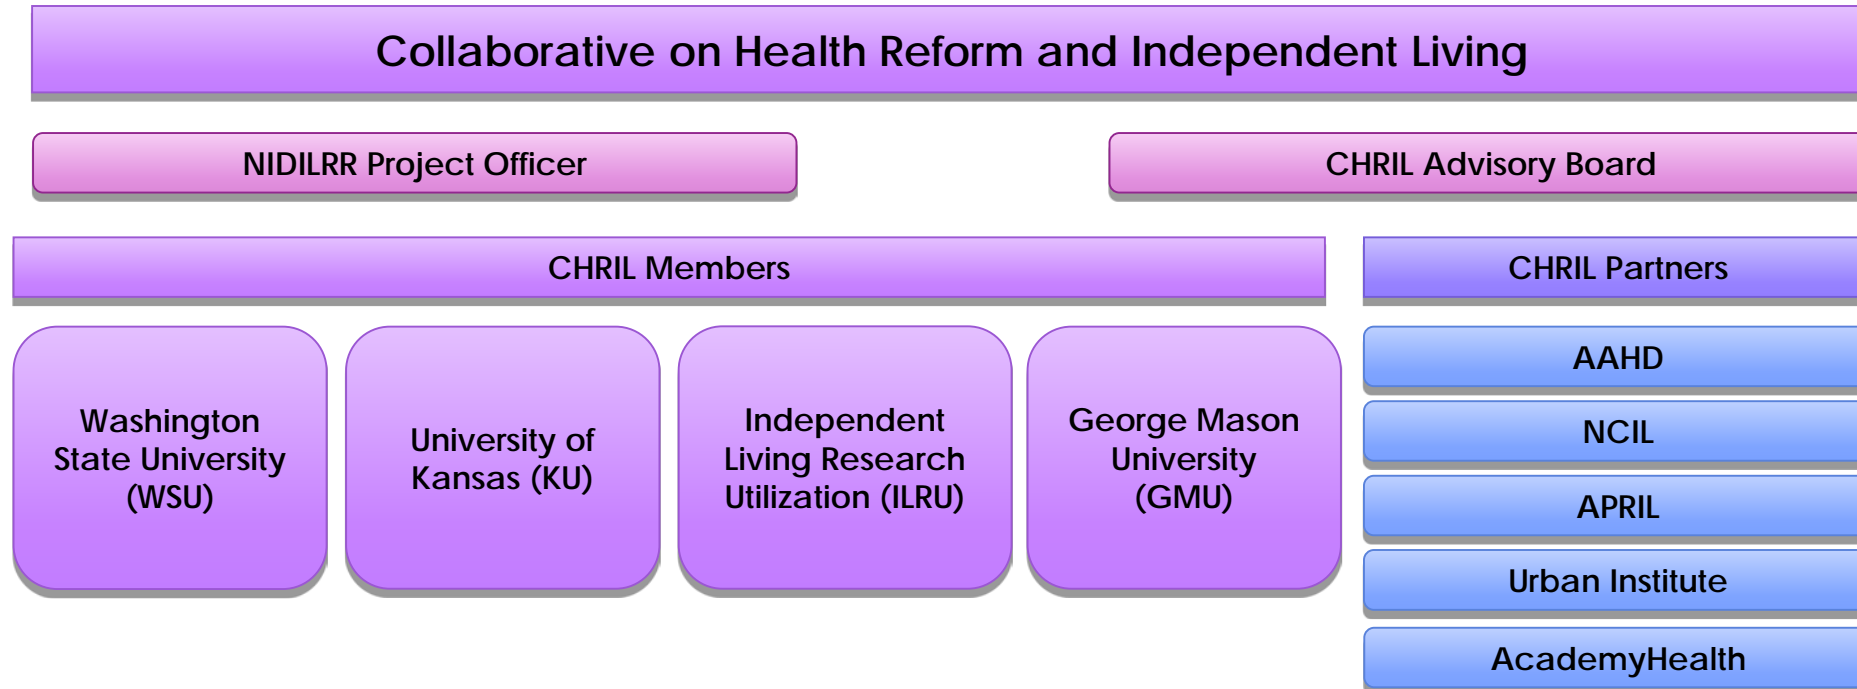 Collaborative on Health Reform and Independent Living
NIDILRR Project Officer
CHRIL Advisory Board
CHRIL Members
CHRIL Partners
Washington
State University
(WSU)
University of
Kansas (KU)
Independent
Living Research
Utilization (ILRU)
George Mason
University
(GMU)
AAHD
NCIL
APRIL
Urban Institute
AcademyHealth